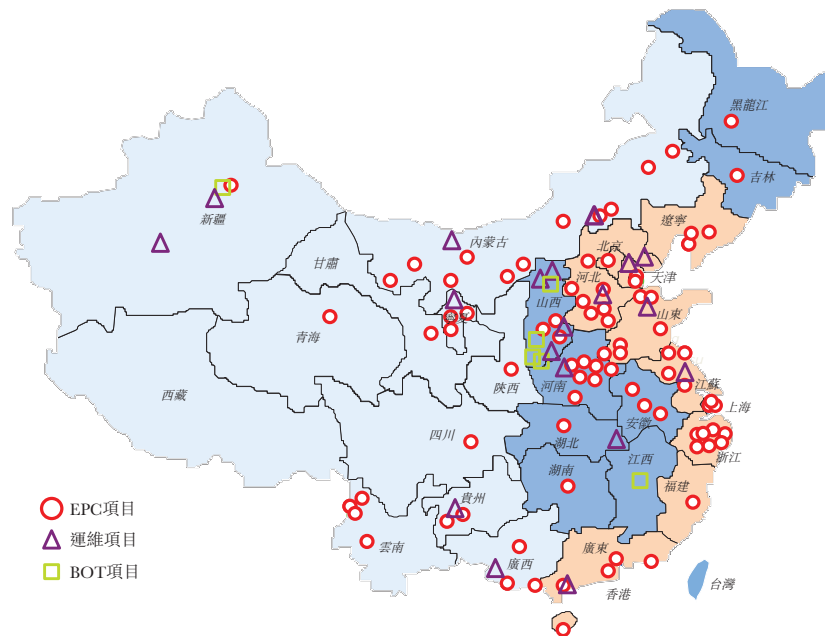 黑龍江
吉林
遼寧
新疆
內蒙古
北京
甘肅
河北
天津
山西
山東
寧夏
青海
陝西
河南
江蘇
西藏
上海
安徽
四川
湖北
江西
浙江
湖南
福建
貴州
雲南
廣西
廣東
香港
台灣
EPC項目
運維項目
BOT項目